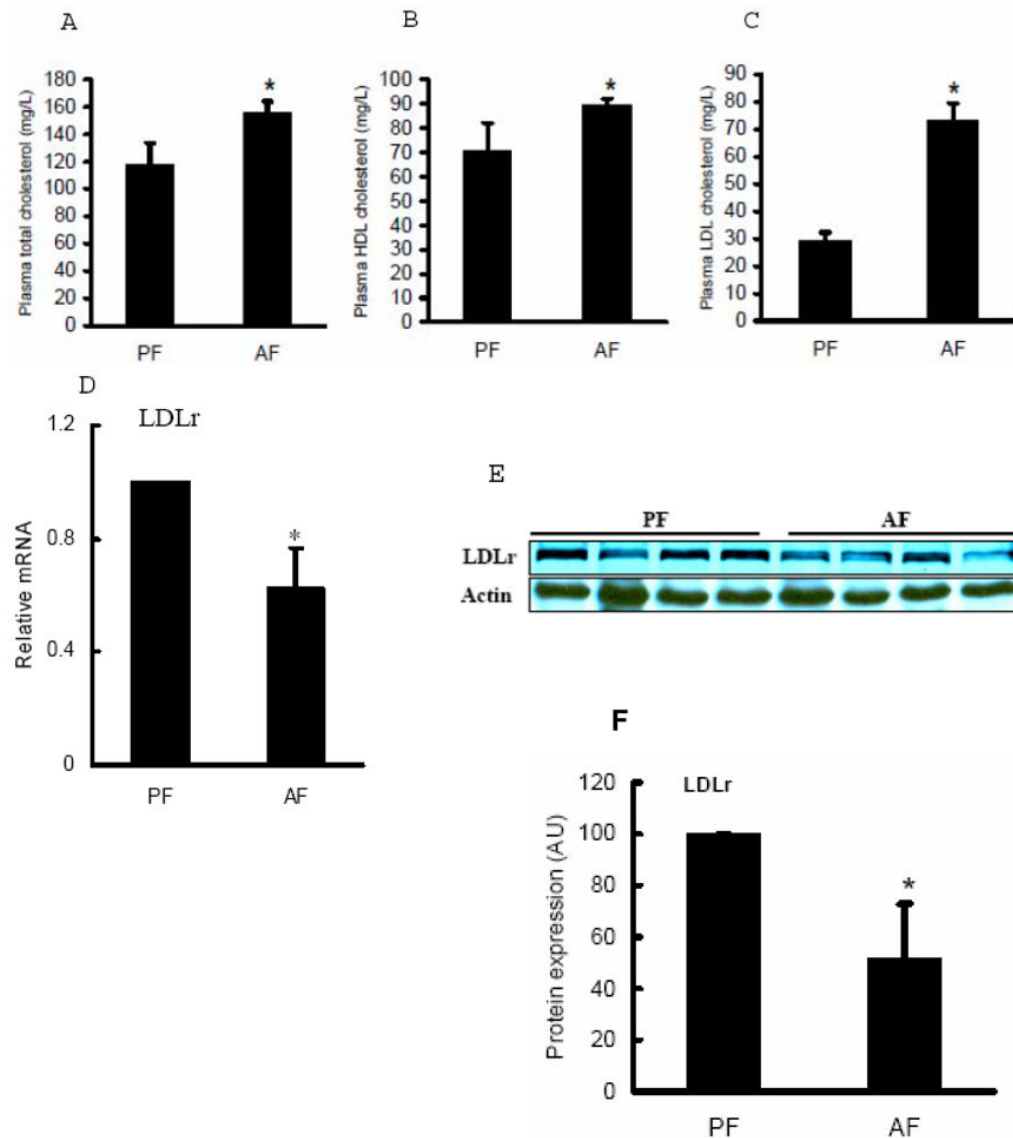 A
Plasma total cholesterol (mg/L)
180
160
140
120
100
80
60
40
20
0
*
PF AF
B
Plasma HDL cholesterol (mg/L)
100
90
80
70
60
50
40
30
20
10
0
*
PF AF
C
Plasma LDL cholesterol (mg/L)
90
80
70
60
50
40
30
20
10
0
*
PF AF
D
LDLr
Relative mRNA
1.2
0.8
0.4
0
*
PF AF
E
PF AF
LDLr
Actin
F
LDLr
Protein expression (AU)
120
100
80
60
40
20
0
*
PF AF